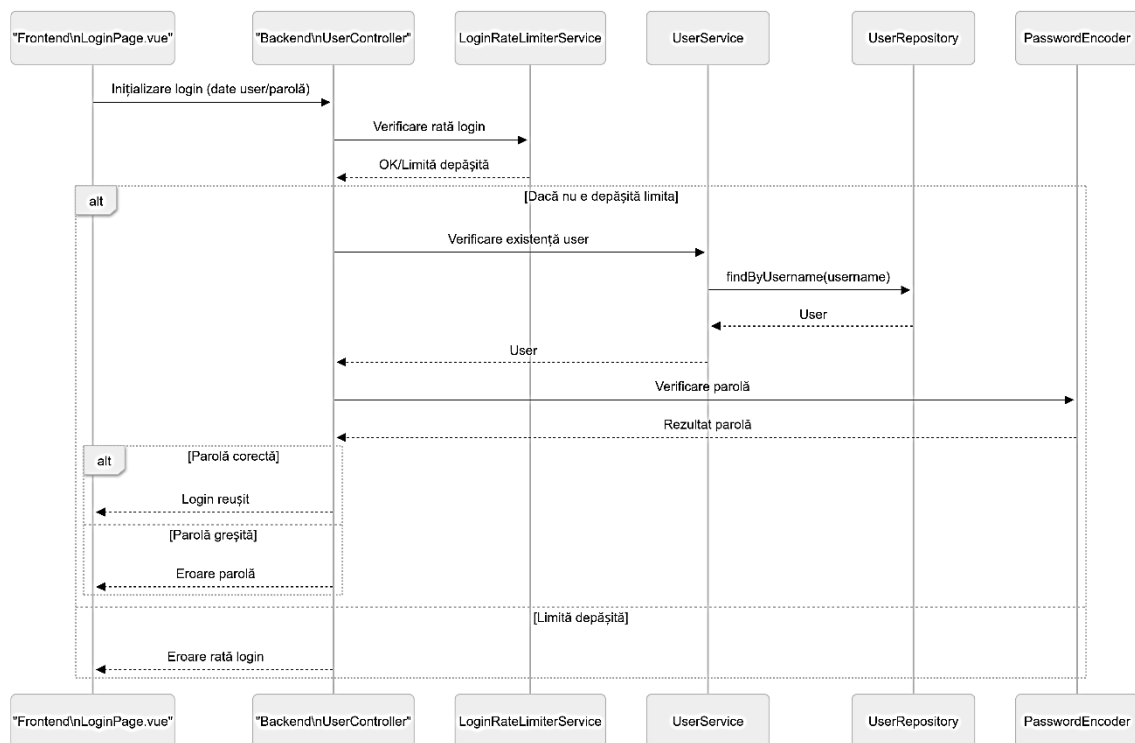 "Frontend\nLoginPage.vue" "Backend\nUserController" LoginRateLimiterService UserService UserRepository PasswordEncoder
Inițializare login (date user/parolă)
Verificare rată login
OK/Limită depășită
alt [Dacă nu e depășită limita]
Verificare existență user
findByUsername(username)
User
User
Verificare parolă
Rezultat parolă
alt [Parolă corectă]
Login reușit
[Parolă greșită]
Eroare parolă
[Limită depășită]
Eroare rată login
"Frontend\nLoginPage.vue" "Backend\nUserController" LoginRateLimiterService UserService UserRepository PasswordEncoder